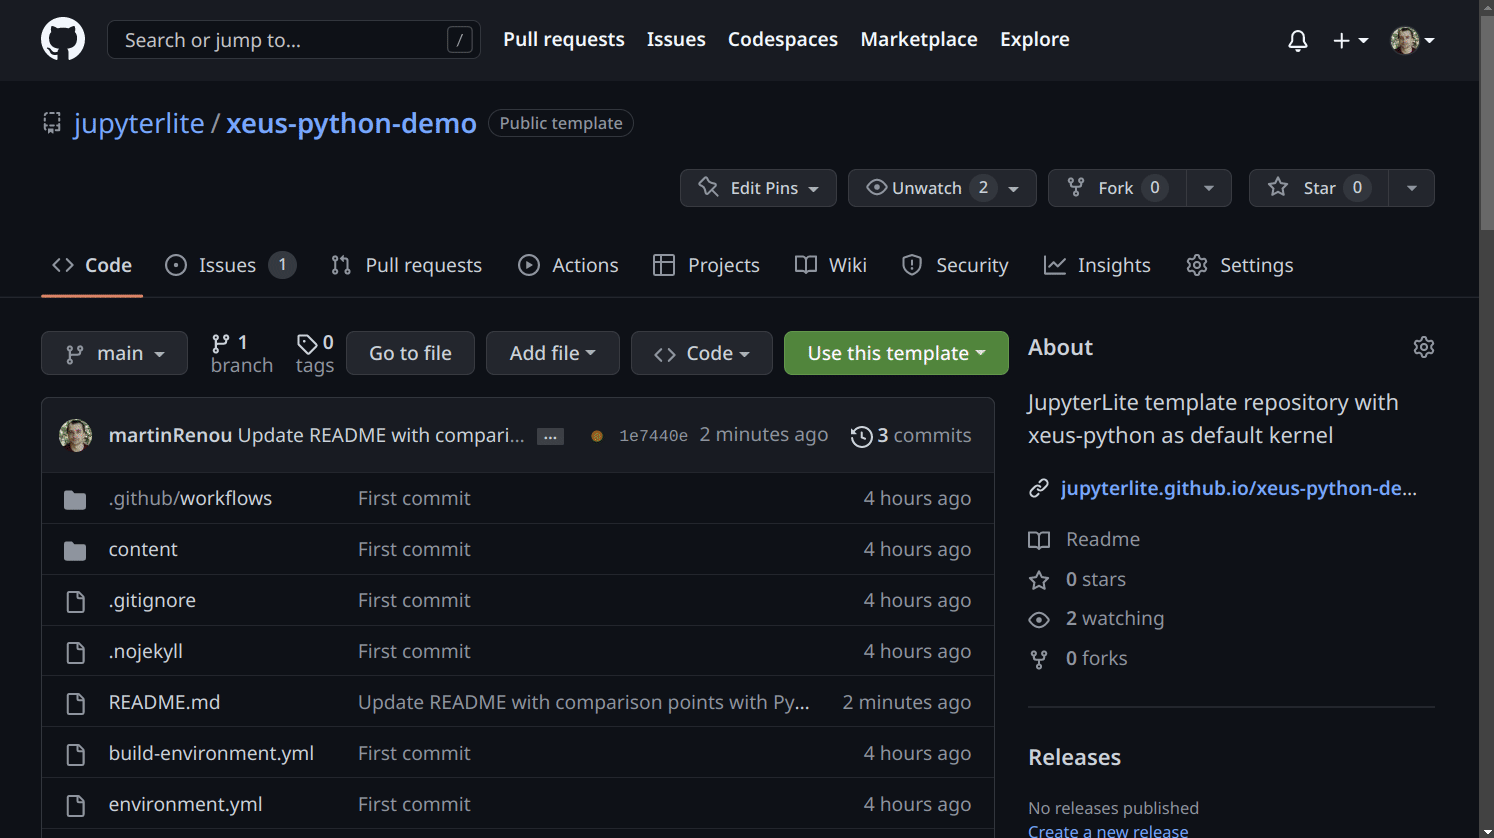 Search or jump to... / Pull requests Issues Codespaces Marketplace Explore
jupyterlite / xeus-python-demo Public template
Edit Pins Unwatch 2 Fork 0 Star 0
Code Issues 1 Pull requests Actions Projects Wiki Security Insights Settings
main 1 branch 0 tags Go to file Add file Code Use this template
martinRenou Update README with compari... ... 1e7440e 2 minutes ago 3 commits
.github/workflows First commit 4 hours ago
content First commit 4 hours ago
.gitignore First commit 4 hours ago
.nojekyll First commit 4 hours ago
README.md Update README with comparison points with Py... 2 minutes ago
build-environment.yml First commit 4 hours ago
environment.yml First commit 4 hours ago
About
JupyterLite template repository with
xeus-python as default kernel
jupyterlite.github.io/xeus-python-de...
Readme
0 stars
2 watching
0 forks
Releases
No releases published
Create a new release